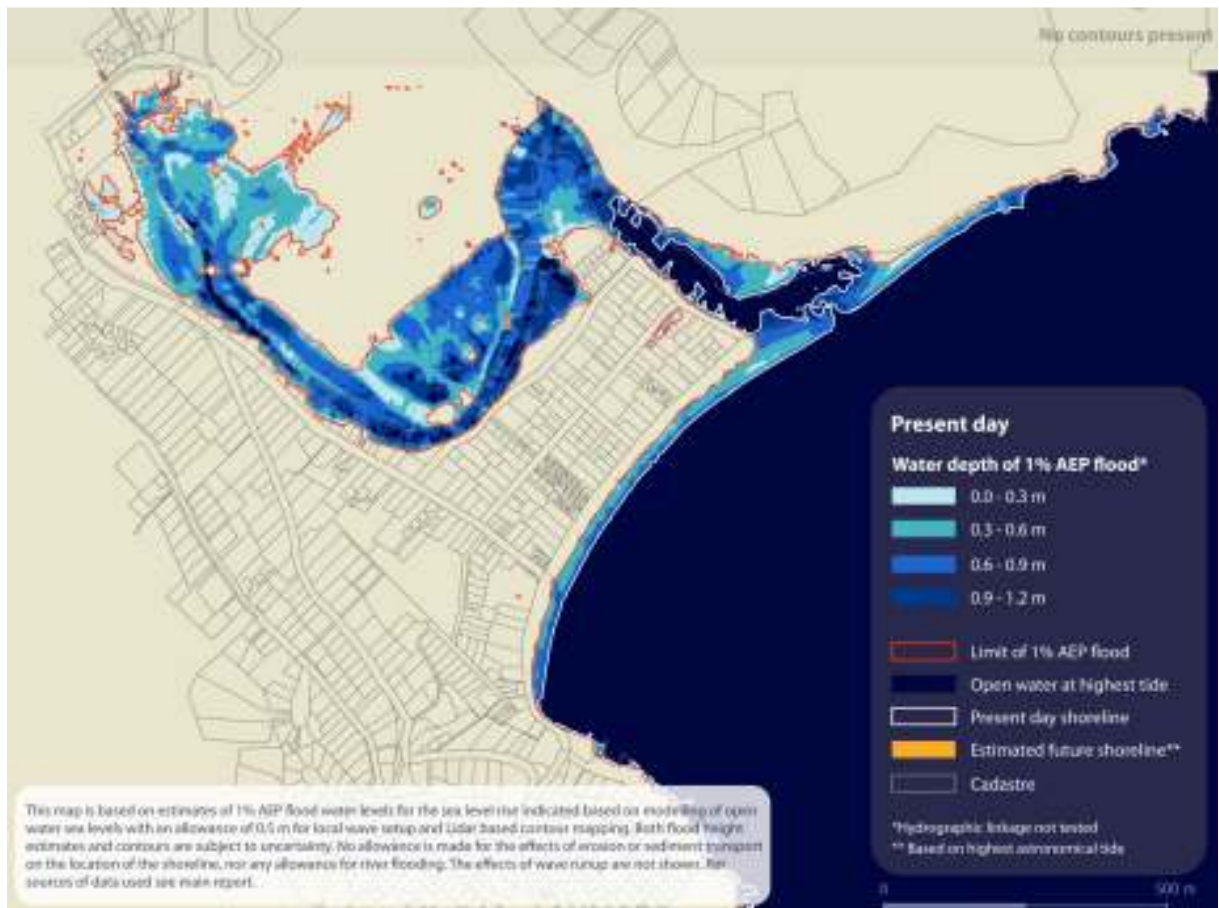 No contours present
Present day
Water depth of 1% AEP flood*
0.0 - 0.3 m
0.3 - 0.6 m
0.6 - 0.9 m
0.9 - 1.2 m
Limit of 1% AEP flood
Open water at highest tide
Present day shoreline
Estimated future shoreline**
Cadastre
*Hydrographic linkage not tested
** Based on highest astronomical tide
This map is based on estimates of 1% AEP flood water levels for the sea level rise indicated based on modelling of open
water sea levels with an allowance of 0.5 m for local wave setup and Lidar based contour mapping. Both flood height
estimates and contours are subject to uncertainty. No allowance is made for the effects of erosion or sediment transport
on the location of the shoreline, nor any allowance for river flooding. The effects of wave runup are not shown. For
sources of data used see main report.
0 500 m